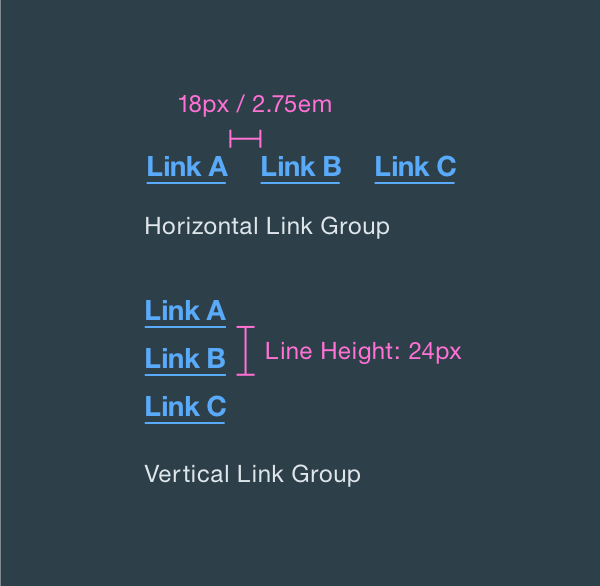 18px / 2.75em
Link A Link B Link C
Horizontal Link Group
Link A
Link B
Line Height: 24px
Link C
Vertical Link Group